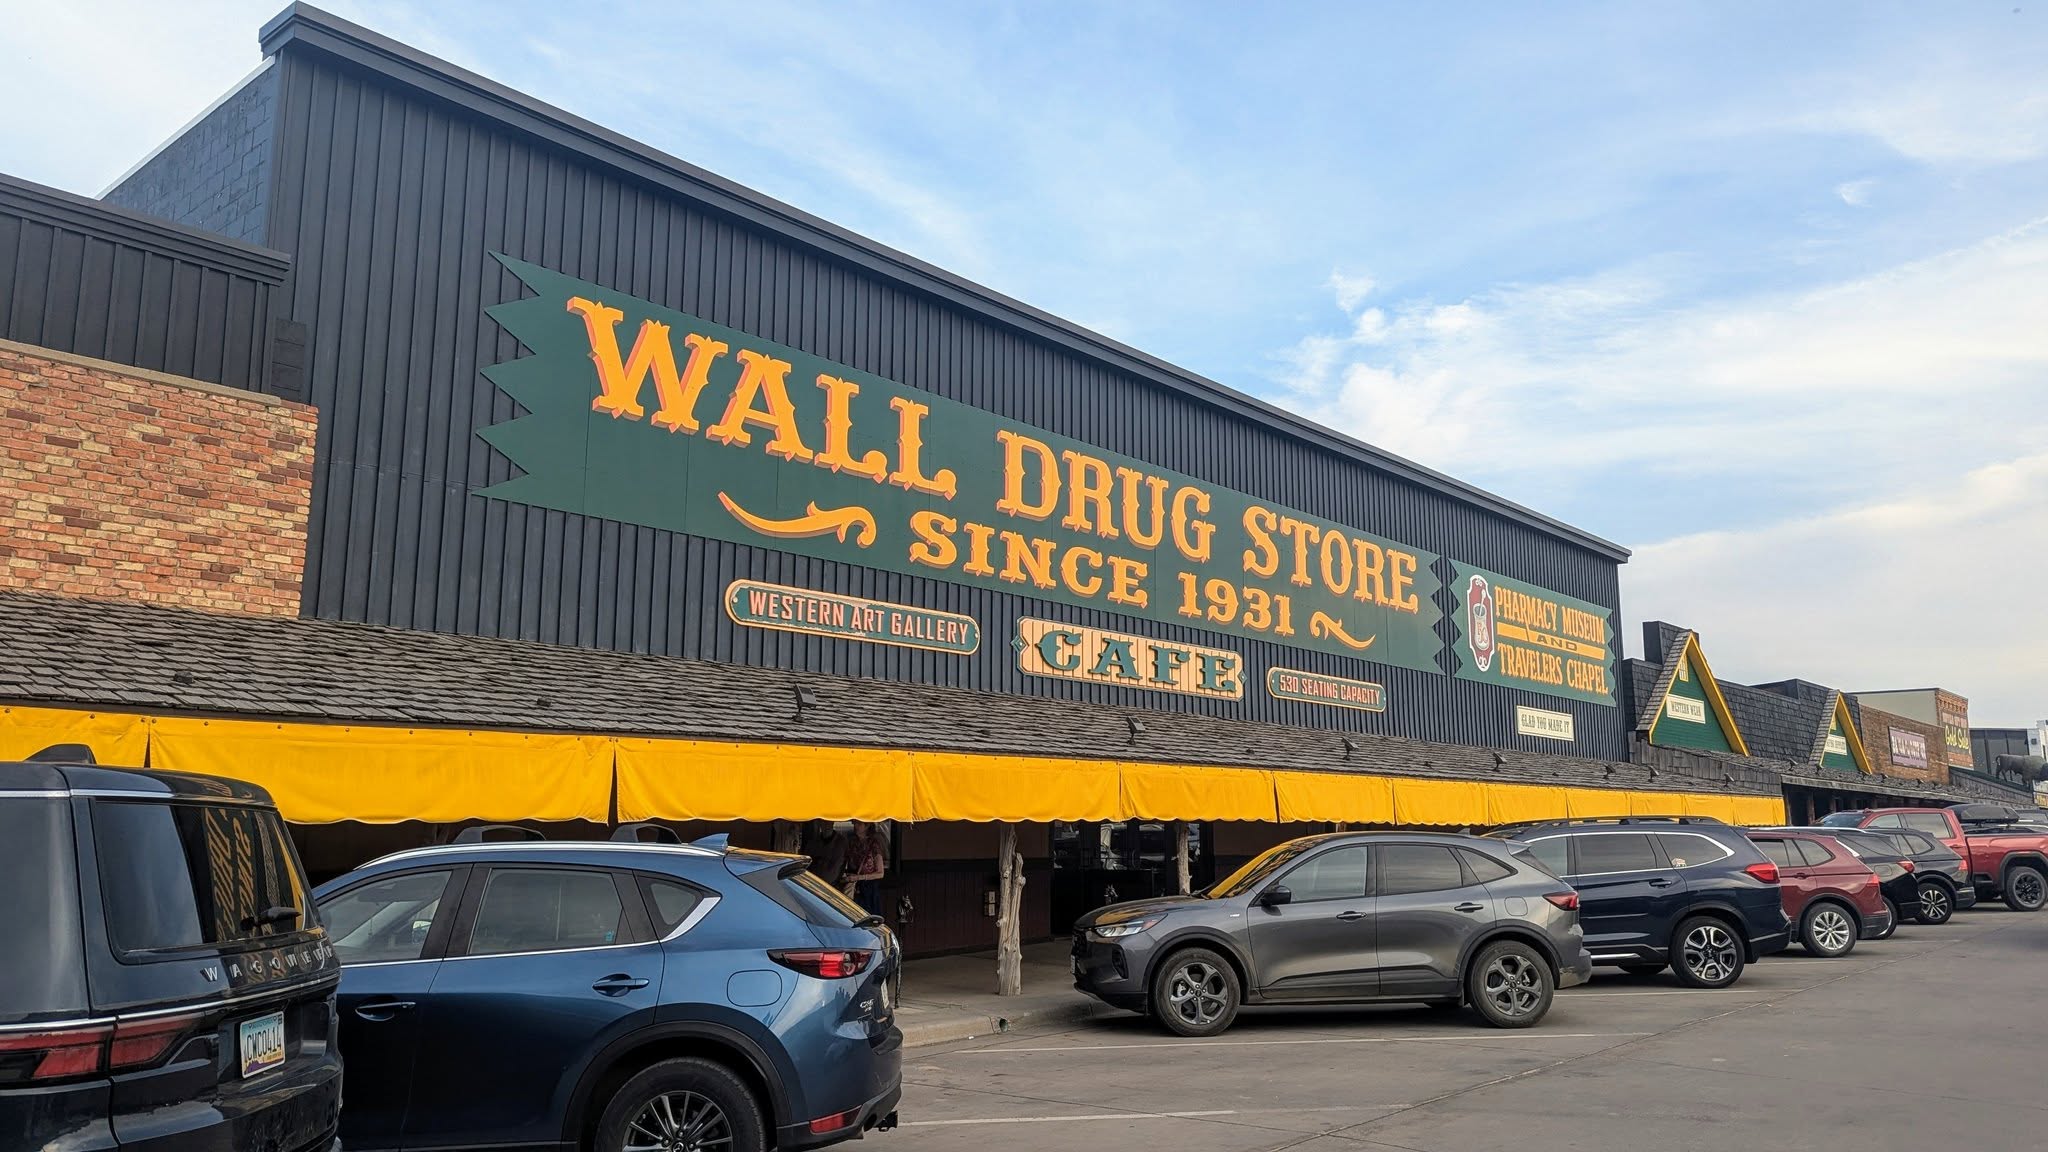 WALL DRUG STORE
SINCE 1931
WESTERN ART GALLERY
CAFE
530 SEATING CAPACITY
PHARMACY MUSEUM
AND
TRAVELERS CHAPEL
GLAD YOU MADE IT
WESTERN WEAR
WAGONEER
CWC0414